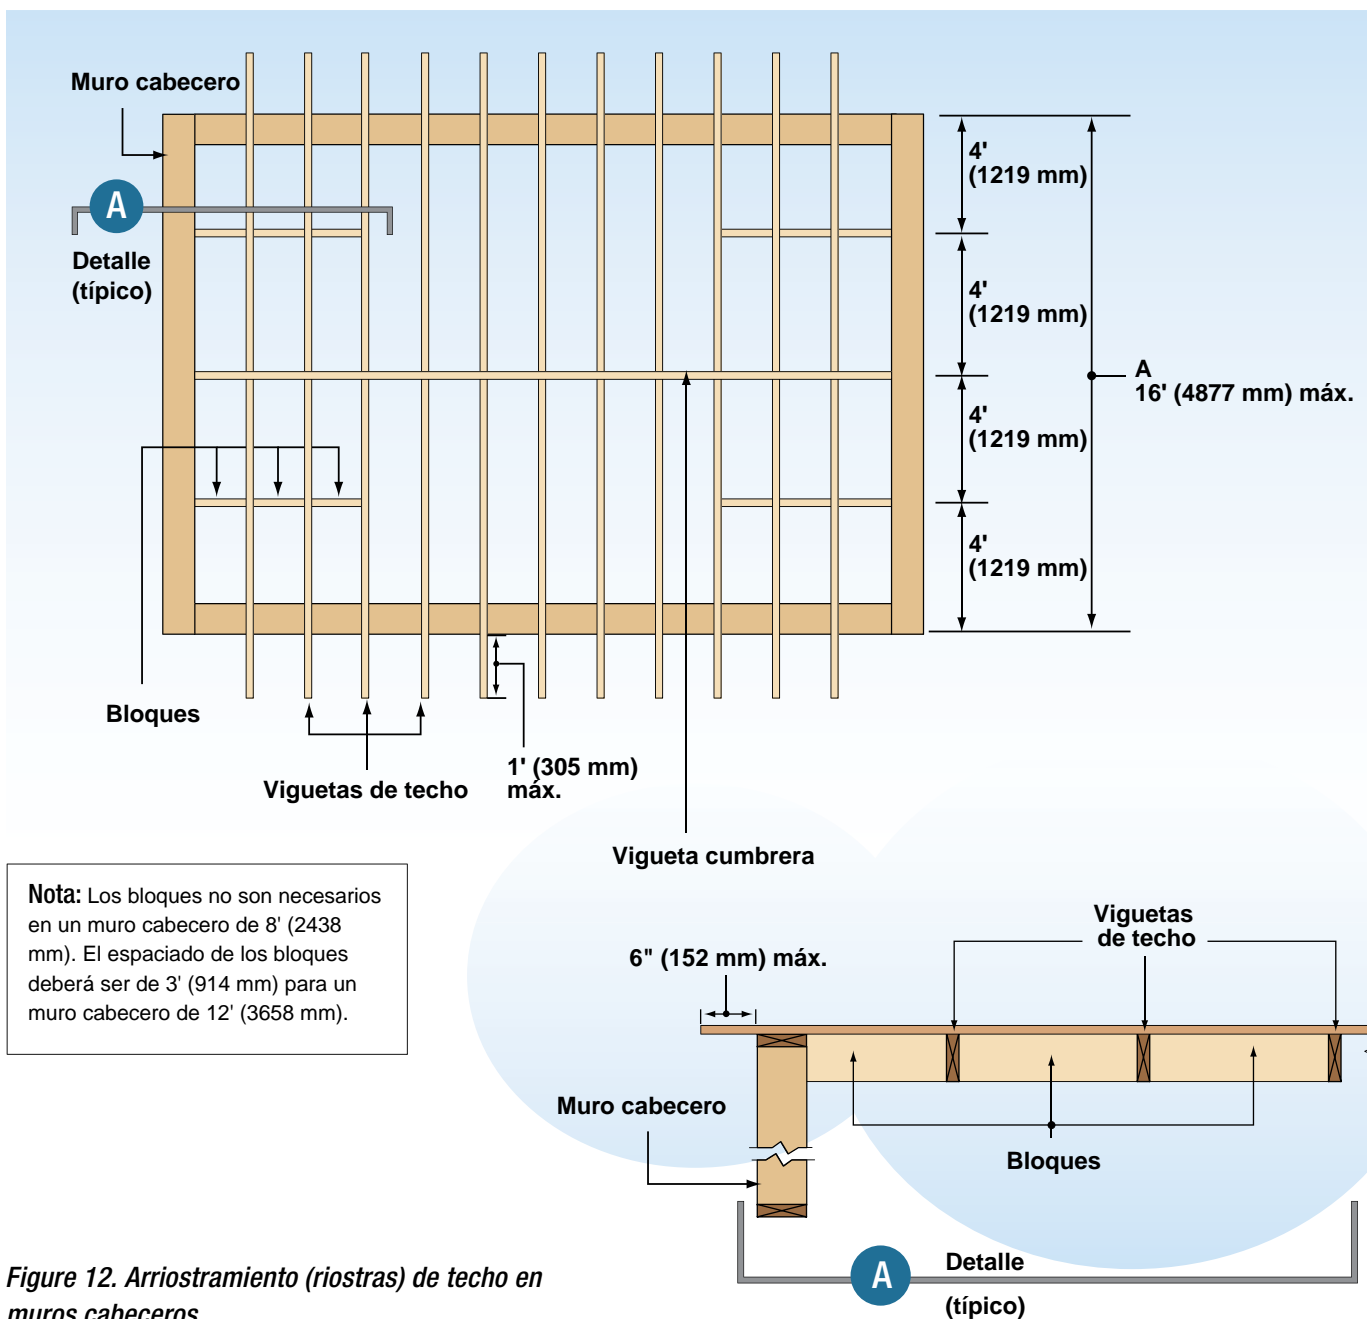 Muro cabecero
A
Detalle
(típico)
4'
(1219 mm)
4'
(1219 mm)
A
16' (4877 mm) máx.
4'
(1219 mm)
4'
(1219 mm)
Bloques
Viguetas de techo
1' (305 mm)
máx.
Vigueta cumbrera
Nota: Los bloques no son necesarios
en un muro cabecero de 8' (2438
mm). El espaciado de los bloques
deberá ser de 3' (914 mm) para un
muro cabecero de 12' (3658 mm).
Viguetas
de techo
6" (152 mm) máx.
Muro cabecero
Bloques
A
Detalle
(típico)
Figure 12. Arriostramiento (riostras) de techo en
muros cabeceros